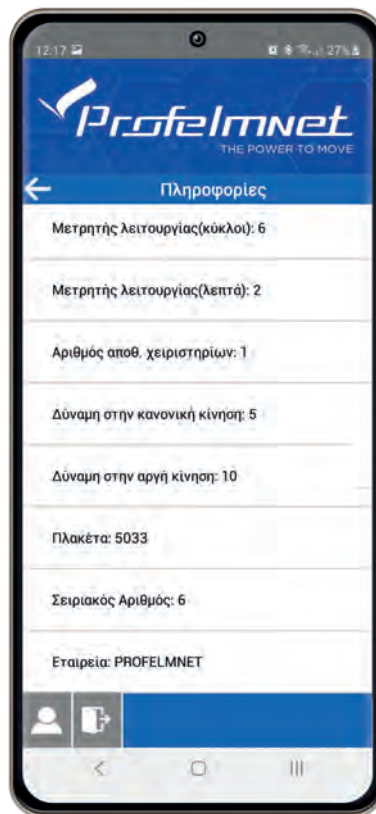 12:17
27%
Profelmnet
THE POWER TO MOVE
Πληροφορίες
Μετρητής λειτουργίας(κύκλοι): 6
Μετρητής λειτουργίας(λεπτά): 2
Αριθμός αποθ. χειριστηρίων: 1
Δύναμη στην κανονική κίνηση: 5
Δύναμη στην αργή κίνηση: 10
Πλακέτα: 5033
Σειριακός Αριθμός: 6
Εταιρεία: PROFELMNET